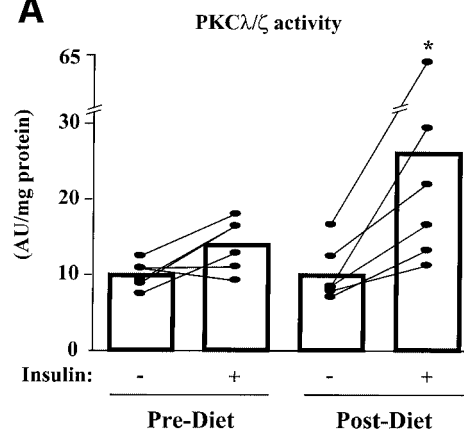 A
PKCλ/ζ activity
(AU/mg protein)
65
30
20
10
0
*
Insulin: - + - +
Pre-Diet Post-Diet